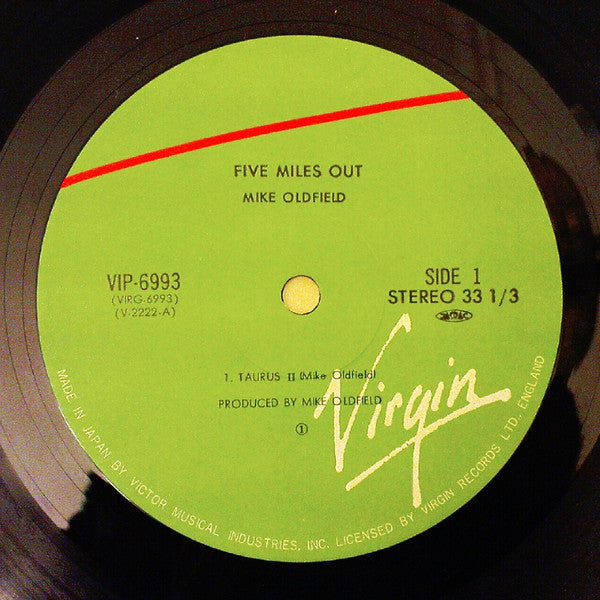 FIVE MILES OUT
MIKE OLDFIELD
VIP-6993
(VIRG-6993)
(V-2222-A)
SIDE 1
STEREO 33 1/3
1. TAURUS II (Mike Oldfield)
PRODUCED BY MIKE OLDFIELD
①
Virgin
MADE IN JAPAN BY VICTOR MUSICAL INDUSTRIES, INC. LICENSED BY VIRGIN RECORDS LTD., ENGLAND